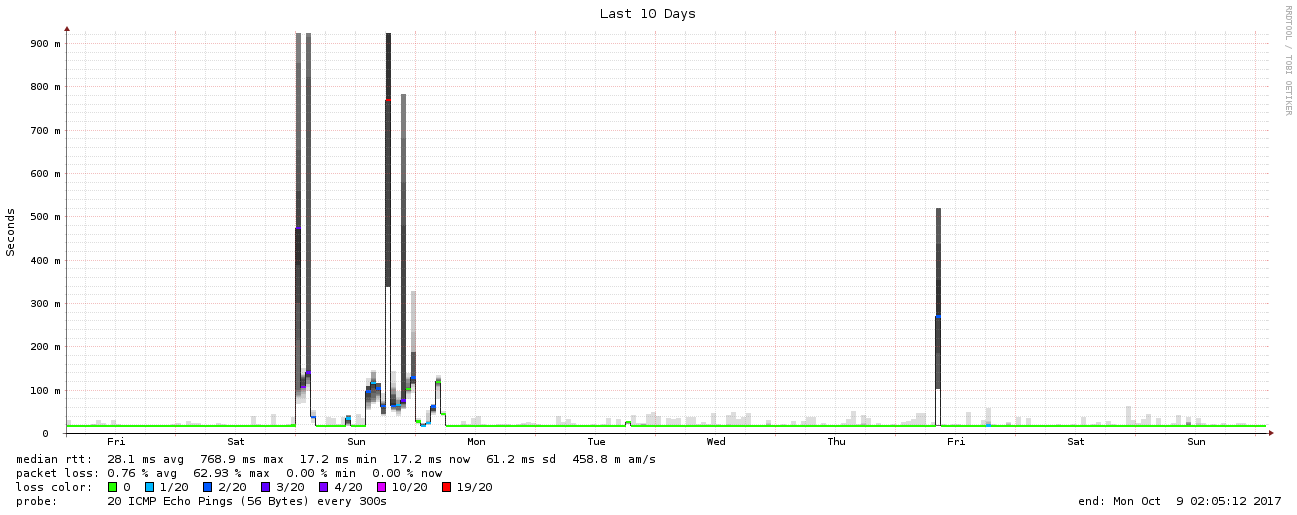 Last 10 Days
RRDTOOL / TOBI OETIKER
Seconds
900 m
800 m
700 m
600 m
500 m
400 m
300 m
200 m
100 m
0
Fri Sat Sun Mon Tue Wed Thu Fri Sat Sun
median rtt: 28.1 ms avg 768.9 ms max 17.2 ms min 17.2 ms now 61.2 ms sd 458.8 m am/s
packet loss: 0.76 % avg 62.93 % max 0.00 % min 0.00 % now
loss color: 0 1/20 2/20 3/20 4/20 10/20 19/20
probe: 20 ICMP Echo Pings (56 Bytes) every 300s end: Mon Oct 9 02:05:12 2017